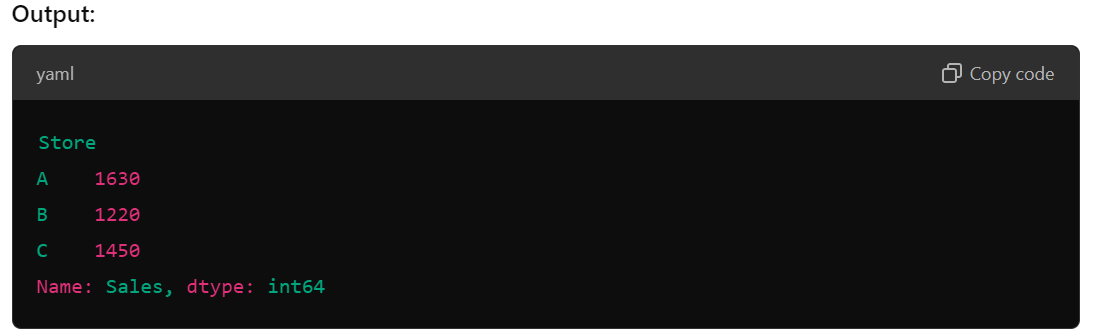 Output:
yaml
Copy code
Store
A    1630
B    1220
C    1450
Name: Sales, dtype: int64